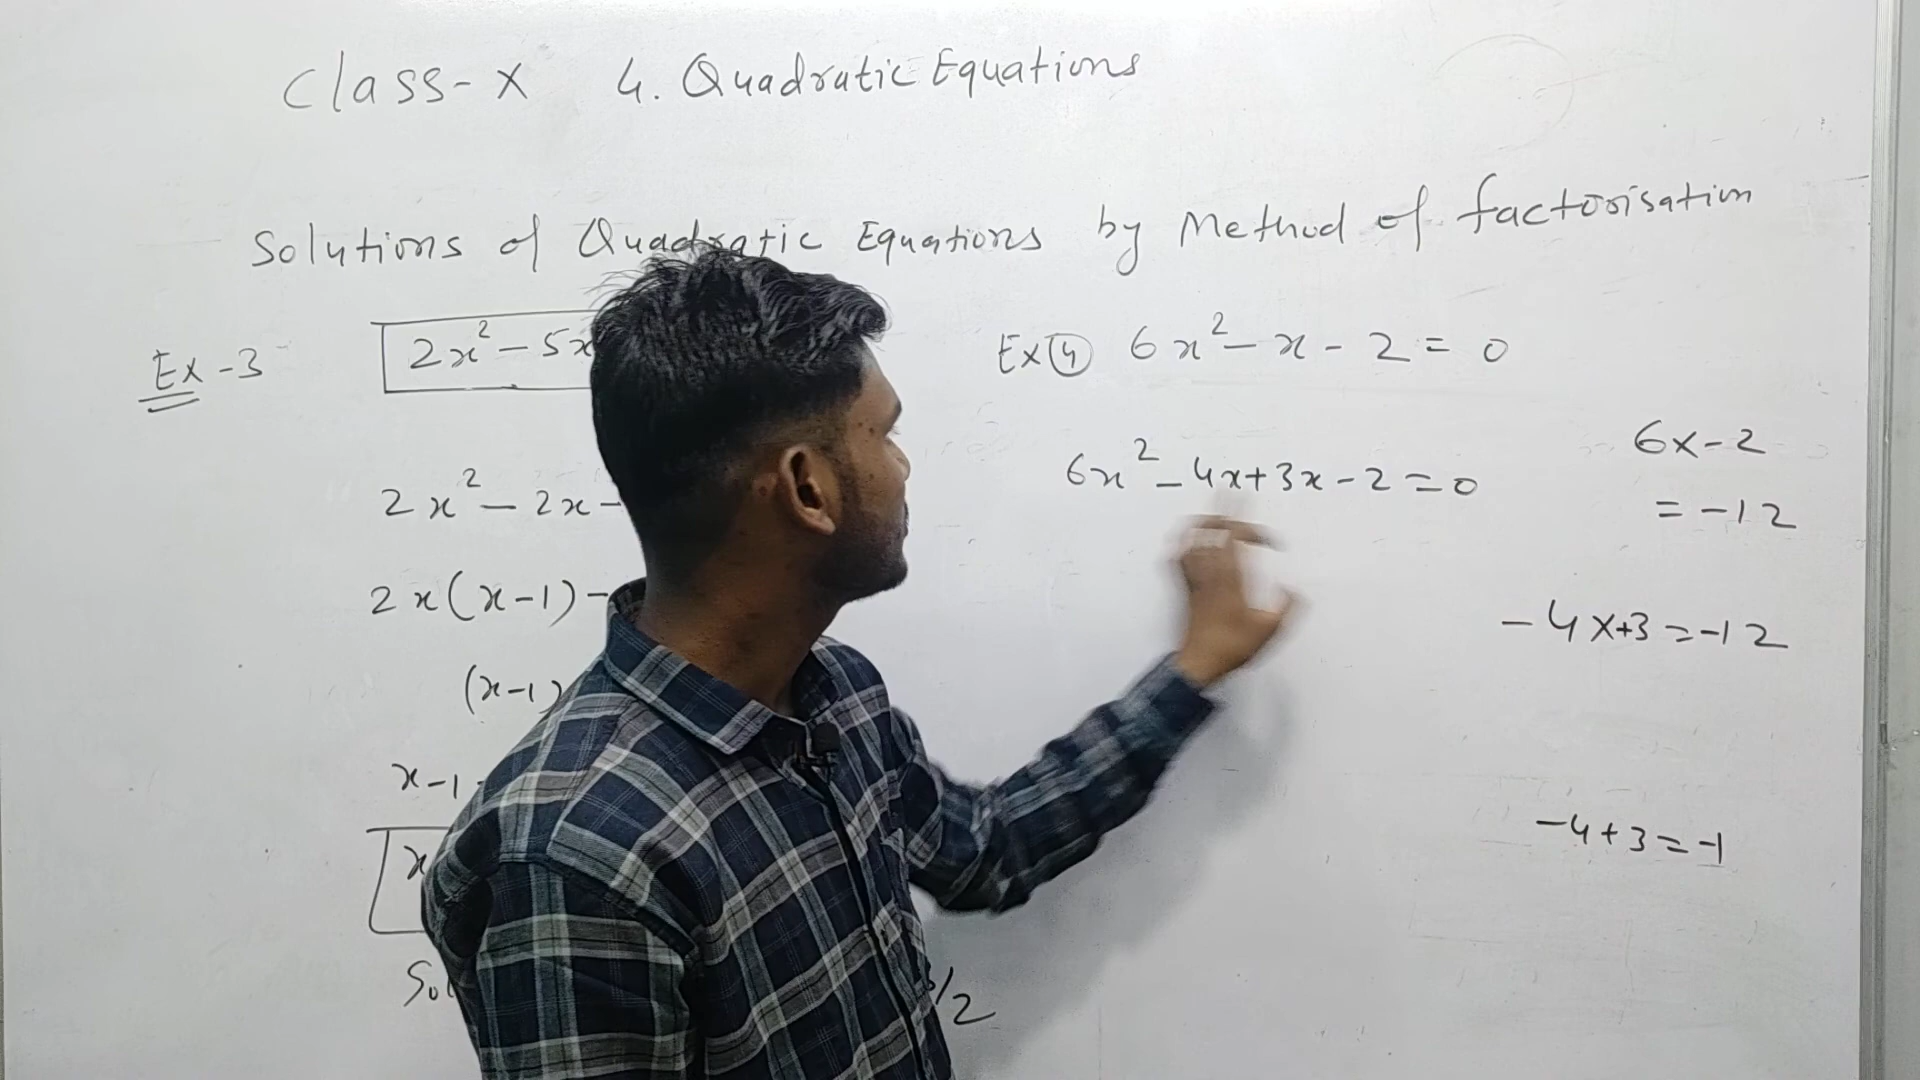 Class-X 4. Quadratic Equations
Solutions of Quadratic Equations by Method of factorisation
Ex-3 2x² - 5x
2x² - 2x -
2x(x-1) -
(x-1)
x-1
x
Sol
3/2
Ex④ 6x² - x - 2 = 0
6x² - 4x + 3x - 2 = 0
6x-2
= -12
-4x+3 = -12
-4+3 = -1